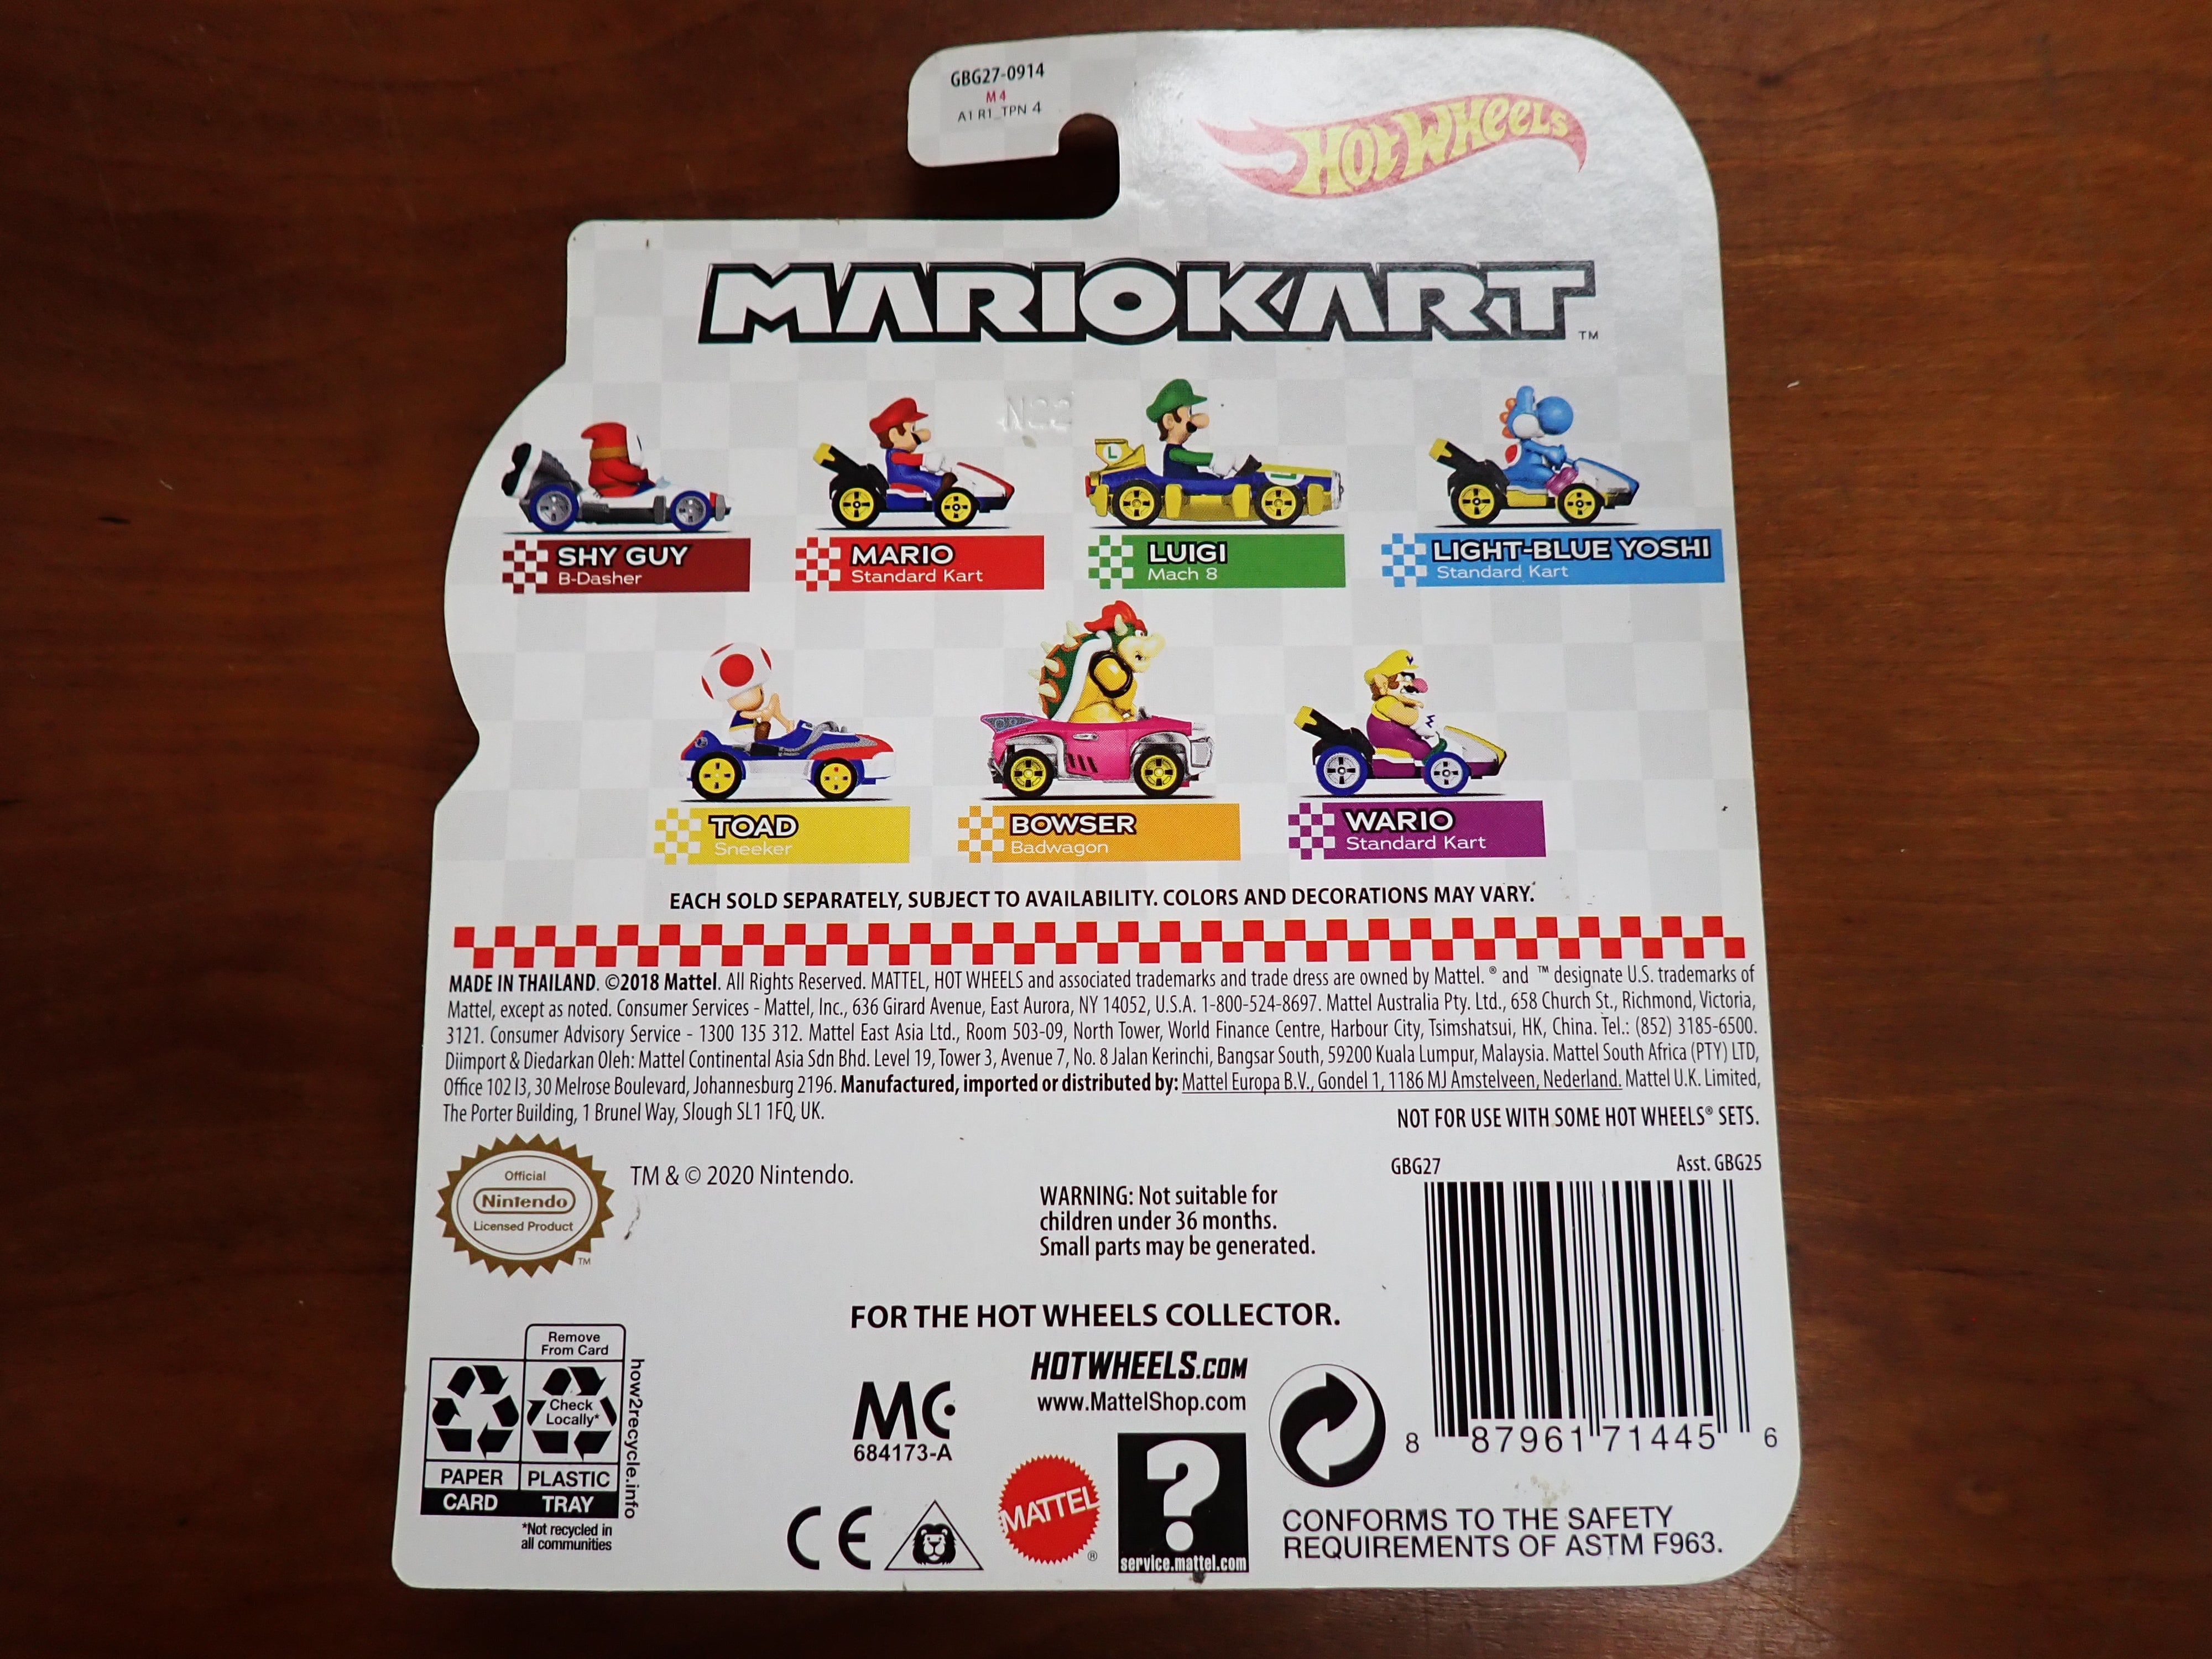 GBG27-0914
M 4
A1 R1_TPN 4
HOT WHEELS
MARIOKART™
NCC
L
SHY GUY
B-Dasher
MARIO
Standard Kart
LUIGI
Mach 8
LIGHT-BLUE YOSHI
Standard Kart
TOAD
Sneeker
BOWSER
Badwagon
WARIO
Standard Kart
EACH SOLD SEPARATELY, SUBJECT TO AVAILABILITY. COLORS AND DECORATIONS MAY VARY.
MADE IN THAILAND. ©2018 Mattel. All Rights Reserved. MATTEL, HOT WHEELS and associated trademarks and trade dress are owned by Mattel. ® and ™ designate U.S. trademarks of
Mattel, except as noted. Consumer Services - Mattel, Inc., 636 Girard Avenue, East Aurora, NY 14052, U.S.A. 1-800-524-8697. Mattel Australia Pty. Ltd., 658 Church St., Richmond, Victoria,
3121. Consumer Advisory Service - 1300 135 312. Mattel East Asia Ltd., Room 503-09, North Tower, World Finance Centre, Harbour City, Tsimshatsui, HK, China. Tel.: (852) 3185-6500.
Diimport & Diedarkan Oleh: Mattel Continental Asia Sdn Bhd. Level 19, Tower 3, Avenue 7, No. 8 Jalan Kerinchi, Bangsar South, 59200 Kuala Lumpur, Malaysia. Mattel South Africa (PTY) LTD,
Office 102 I3, 30 Melrose Boulevard, Johannesburg 2196. Manufactured, imported or distributed by: Mattel Europa B.V., Gondel 1, 1186 MJ Amstelveen, Nederland. Mattel U.K. Limited,
The Porter Building, 1 Brunel Way, Slough SL1 1FQ, UK.
NOT FOR USE WITH SOME HOT WHEELS® SETS.
Official
Nintendo
Licensed Product
™
TM & © 2020 Nintendo.
WARNING: Not suitable for
children under 36 months.
Small parts may be generated.
GBG27
Asst. GBG25
8 87961 71445 6
FOR THE HOT WHEELS COLLECTOR.
HOTWHEELS.COM
www.MattelShop.com
MC
684173-A
Remove
From Card
Check
Locally*
PAPER
PLASTIC
CARD
TRAY
*Not recycled in
all communities
how2recycle.info
CE
MATTEL
®
?
service.mattel.com
CONFORMS TO THE SAFETY
REQUIREMENTS OF ASTM F963.